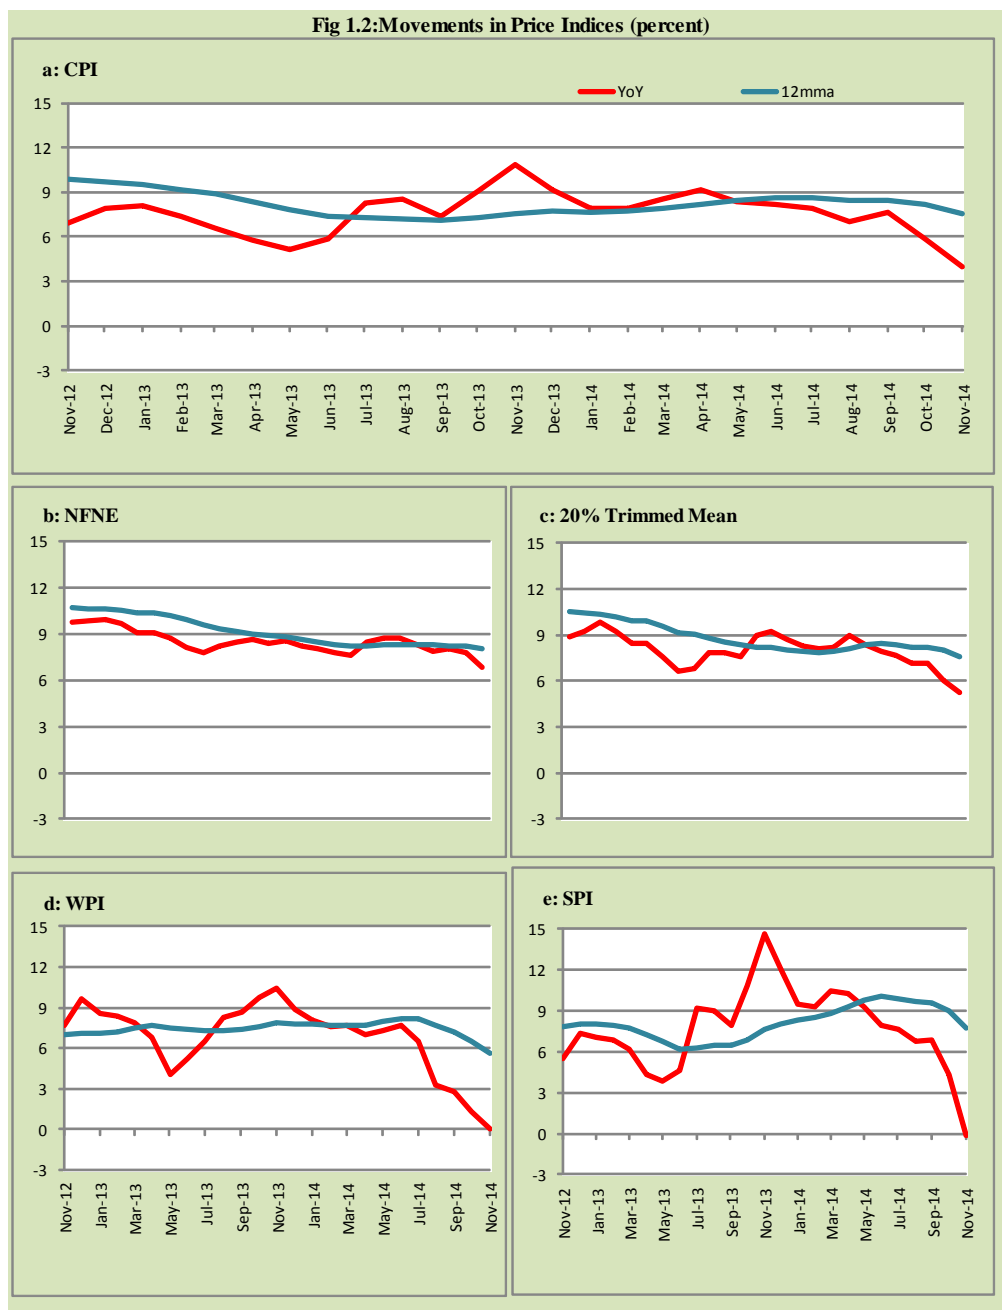 Fig 1.2:Movements in Price Indices (percent)
a: CPI
YoY
12mma
15
12
9
6
3
0
-3
Nov-12
Dec-12
Jan-13
Feb-13
Mar-13
Apr-13
May-13
Jun-13
Jul-13
Aug-13
Sep-13
Oct-13
Nov-13
Dec-13
Jan-14
Feb-14
Mar-14
Apr-14
May-14
Jun-14
Jul-14
Aug-14
Sep-14
Oct-14
Nov-14
b: NFNE
15
12
9
6
3
0
-3
c: 20% Trimmed Mean
15
12
9
6
3
0
-3
d: WPI
15
12
9
6
3
0
-3
Nov-12
Jan-13
Mar-13
May-13
Jul-13
Sep-13
Nov-13
Jan-14
Mar-14
May-14
Jul-14
Sep-14
Nov-14
e: SPI
15
12
9
6
3
0
-3
Nov-12
Jan-13
Mar-13
May-13
Jul-13
Sep-13
Nov-13
Jan-14
Mar-14
May-14
Jul-14
Sep-14
Nov-14